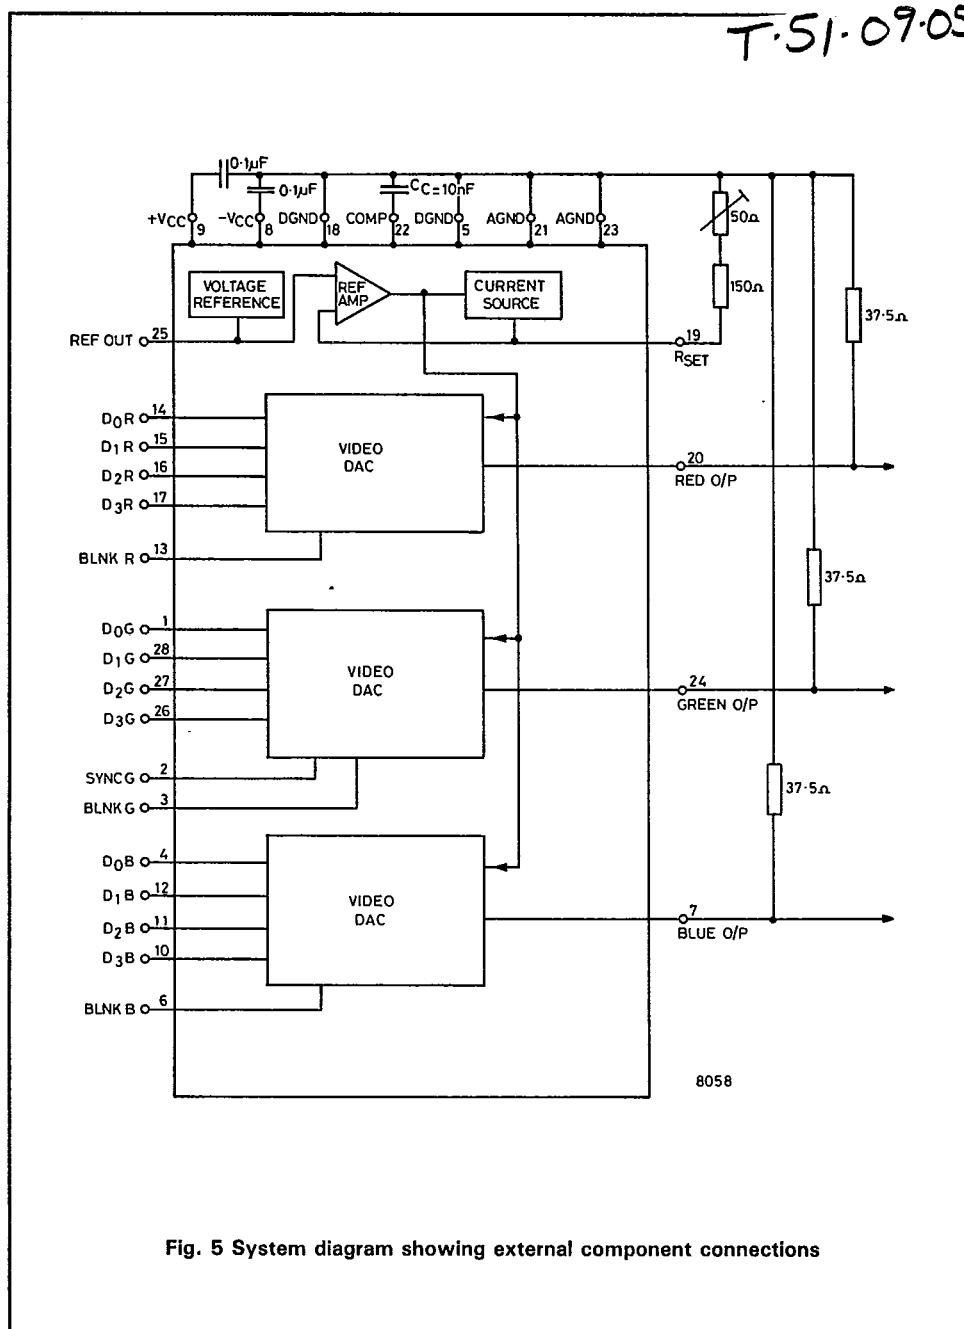 T.51.09.05
0.1µF
0.1µF
CC=10nF
+VCC
-VCC
DGND
COMP
DGND
AGND
AGND
9
8
18
22
5
21
23
50Ω
150Ω
37.5Ω
VOLTAGE
REFERENCE
REF
AMP
CURRENT
SOURCE
REF OUT 25
19
RSET
D0R 14
D1R 15
D2R 16
D3R 17
BLNK R 13
VIDEO
DAC
20
RED O/P
37.5Ω
D0G 1
D1G 28
D2G 27
D3G 26
SYNCG 2
BLNKG 3
VIDEO
DAC
24
GREEN O/P
37.5Ω
D0B 4
D1B 12
D2B 11
D3B 10
BLNKB 6
VIDEO
DAC
7
BLUE O/P
8058
Fig. 5 System diagram showing external component connections